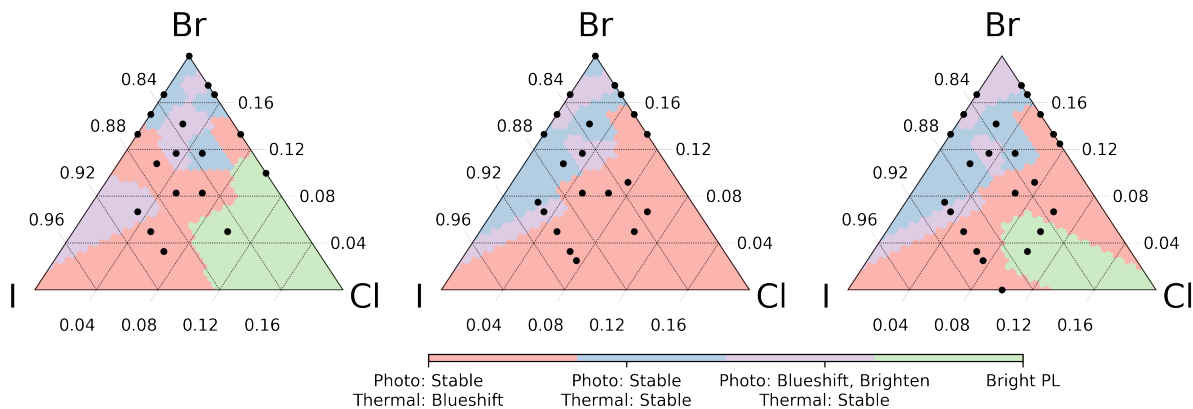 Br Br Br
0.84 0.84 0.84
0.16 0.16 0.16
0.88 0.88 0.88
0.12 0.12 0.12
0.92 0.92 0.92
0.08 0.08 0.08
0.96 0.96 0.96
0.04 0.04 0.04
I Cl I Cl I Cl
0.04 0.08 0.12 0.16 0.04 0.08 0.12 0.16 0.04 0.08 0.12 0.16
Photo: Stable Photo: Stable Photo: Blueshift, Brighten Bright PL
Thermal: Blueshift Thermal: Stable Thermal: Stable